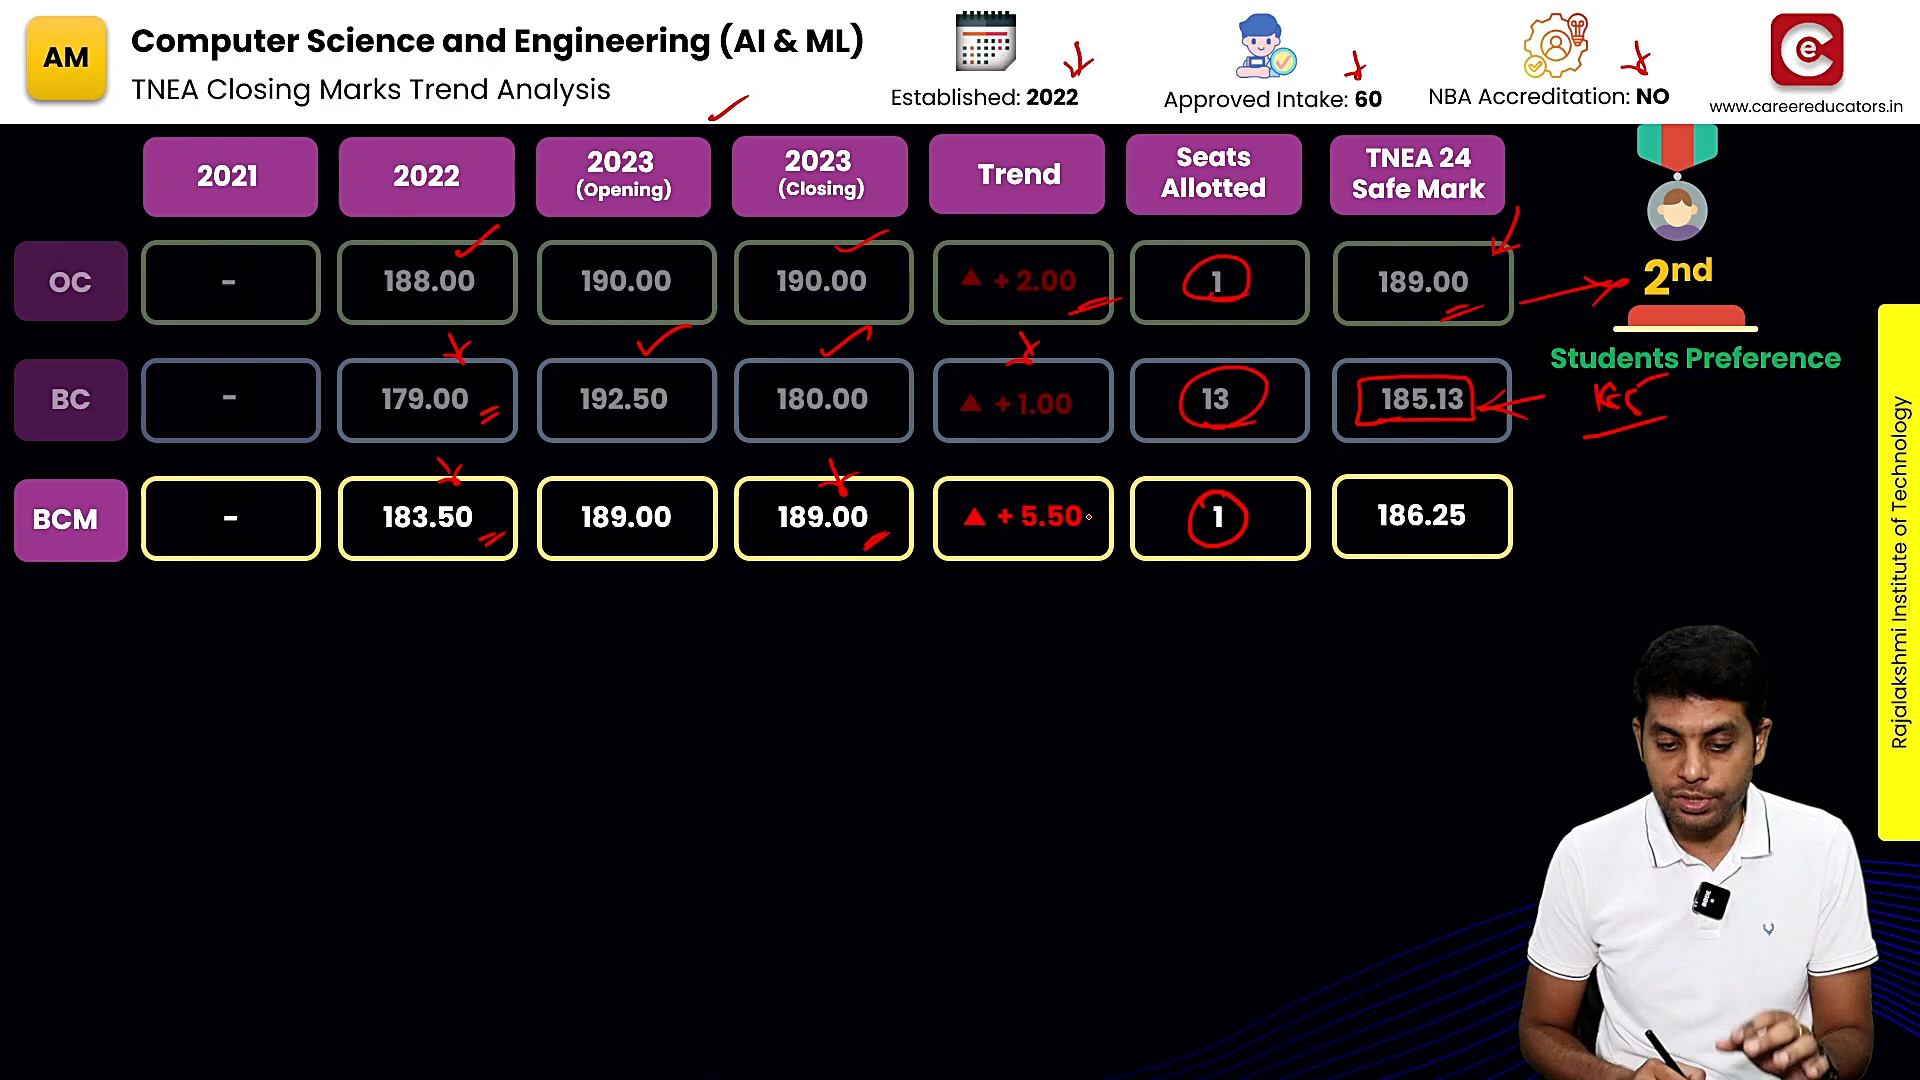 AM
Computer Science and Engineering (AI & ML)
TNEA Closing Marks Trend Analysis
Established: 2022
Approved Intake: 60
NBA Accreditation: NO
e
www.careereducators.in
2021
2022
2023 (Opening)
2023 (Closing)
Trend
Seats Allotted
TNEA 24 Safe Mark
OC
-
188.00
190.00
190.00
▲ + 2.00
1
189.00
2nd
Students Preference
BC
-
179.00
192.50
180.00
▲ + 1.00
13
185.13
BCM
-
183.50
189.00
189.00
▲ + 5.50
1
186.25
Rajalakshmi Institute of Technology